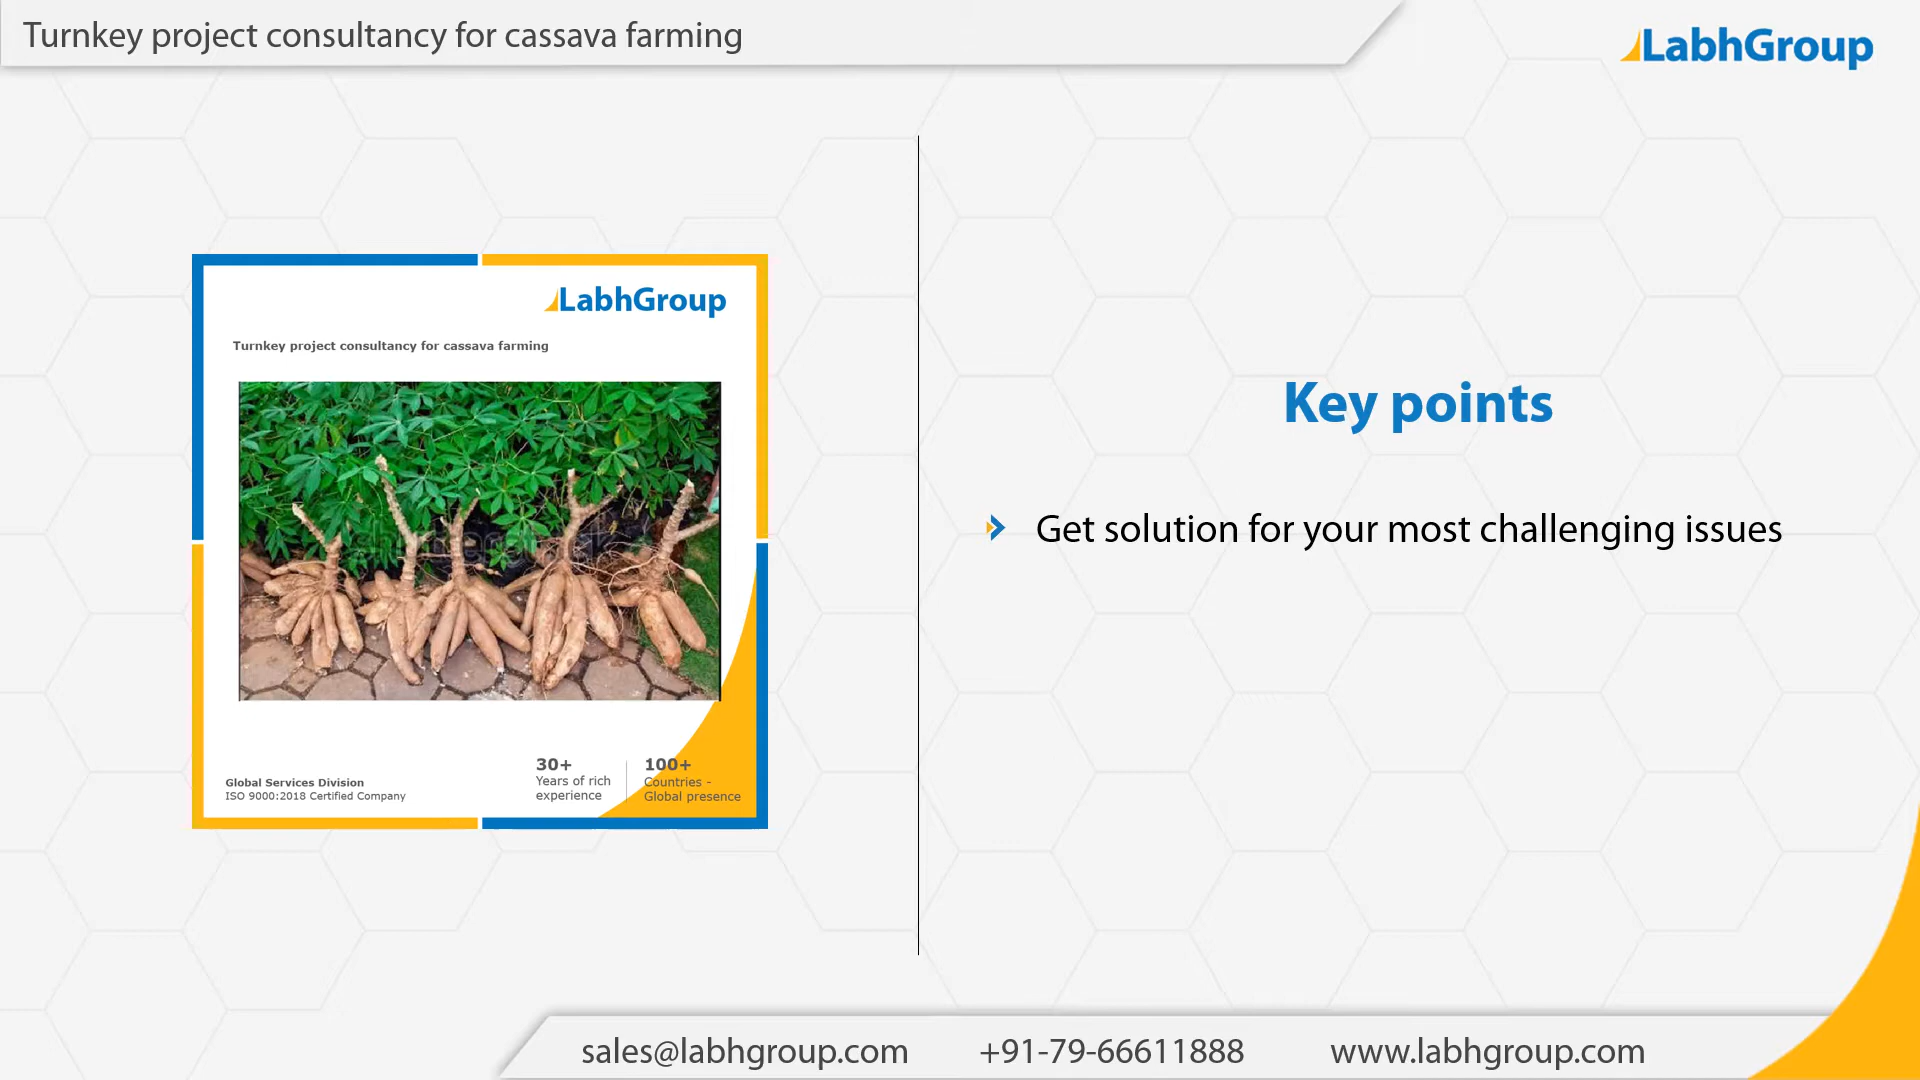 Turnkey project consultancy for cassava farming
LabhGroup
LabhGroup
Turnkey project consultancy for cassava farming
shutterstock
Global Services Division
ISO 9000:2018 Certified Company
30+
Years of rich
experience
100+
Countries -
Global presence
Key points
Get solution for your most challenging issues
sales@labhgroup.com
+91-79-66611888
www.labhgroup.com